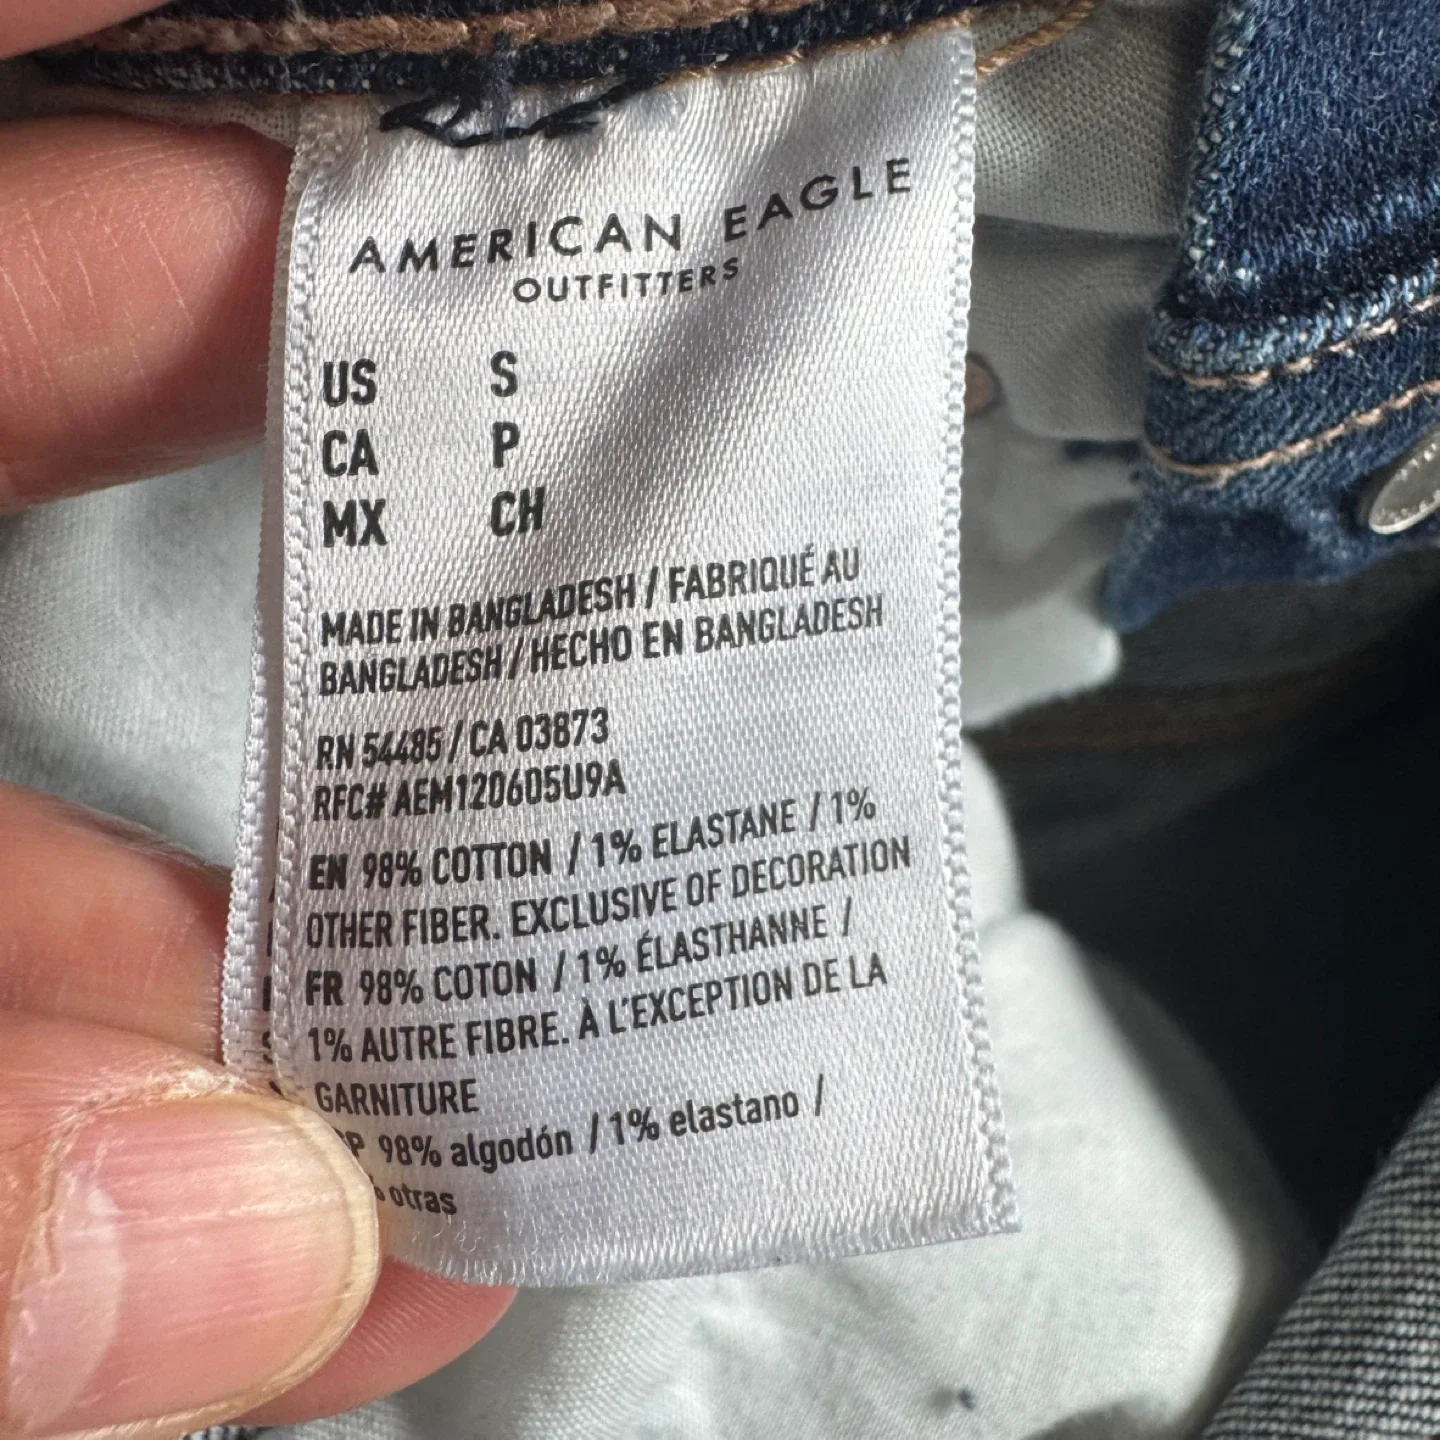 AMERICAN EAGLE
OUTFITTERS
US S
CA P
MX CH
MADE IN BANGLADESH / FABRIQUÉ AU
BANGLADESH / HECHO EN BANGLADESH
RN 54485 / CA 03873
RFC# AEM120605U9A
EN 98% COTTON / 1% ELASTANE / 1%
OTHER FIBER. EXCLUSIVE OF DECORATION
FR 98% COTON / 1% ÉLASTHANNE /
1% AUTRE FIBRE. À L'EXCEPTION DE LA
GARNITURE
98% algodón / 1% elastano /
otras